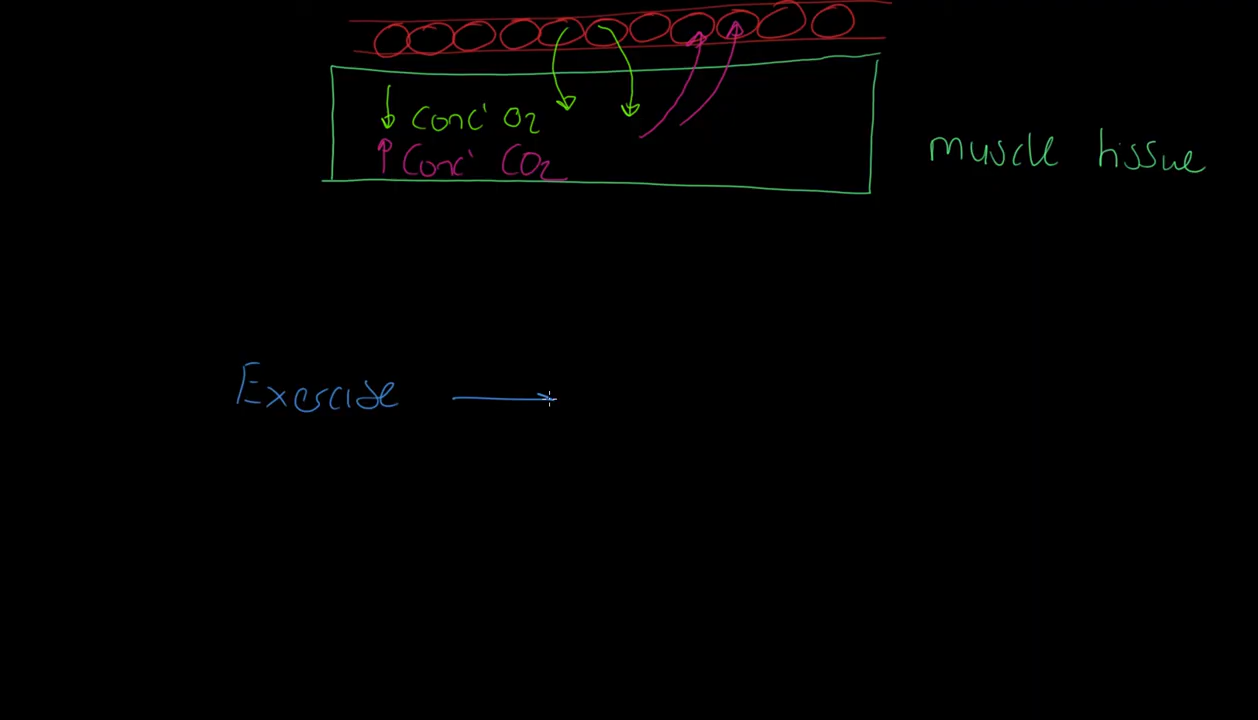 ↓ Conc' O2
↑ Conc' CO2
muscle tissue
Exercise →